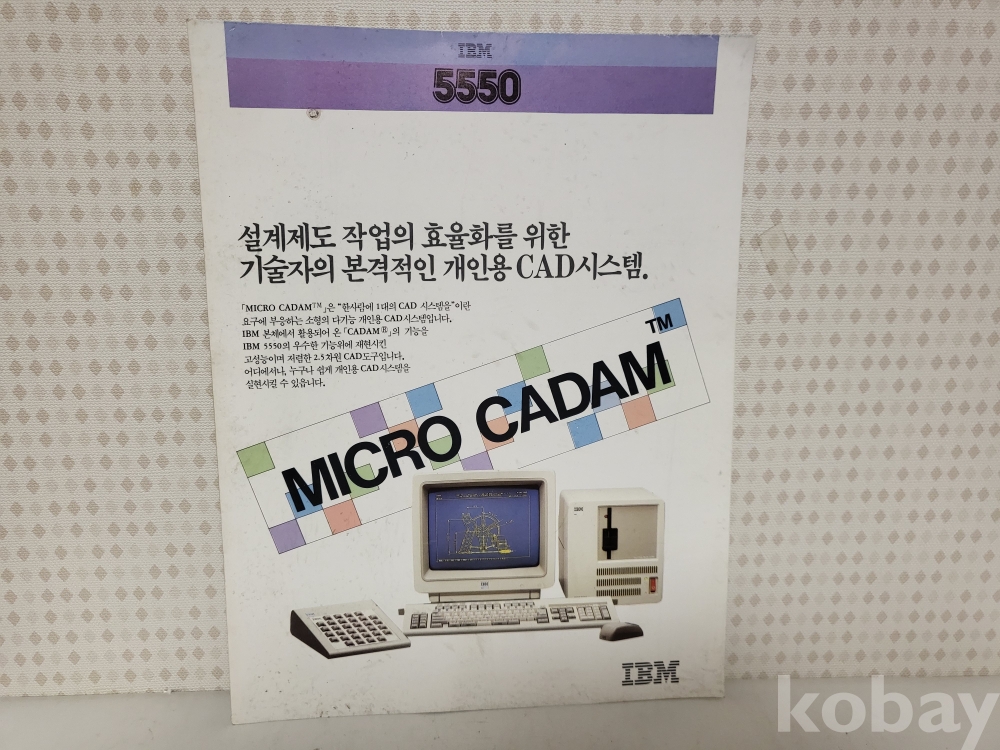 IBM
5550
설계제도 작업의 효율화를 위한
기술자의 본격적인 개인용 CAD시스템.
「MICRO CADAM™」은 “한사람에 1대의 CAD 시스템을”이란
요구에 부응하는 소형의 다기능 개인용 CAD시스템입니다.
IBM 본체에서 활용되어 온 「CADAM®」의 기능을
IBM 5550의 우수한 기능위에 재현시킨
고성능이며 저렴한 2.5차원 CAD도구입니다.
어디에서나, 누구나 쉽게 개인용 CAD시스템을
실현시킬 수 있읍니다.
MICRO CADAM™
IBM
IBM
IBM
kobay